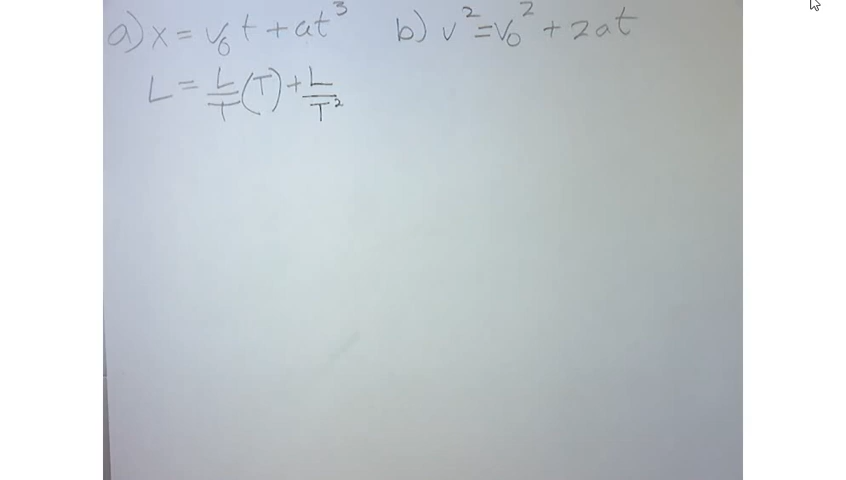 a) x = v₀t + at³ b) v² = v₀² + 2at
L = L/T (T) + L/T²